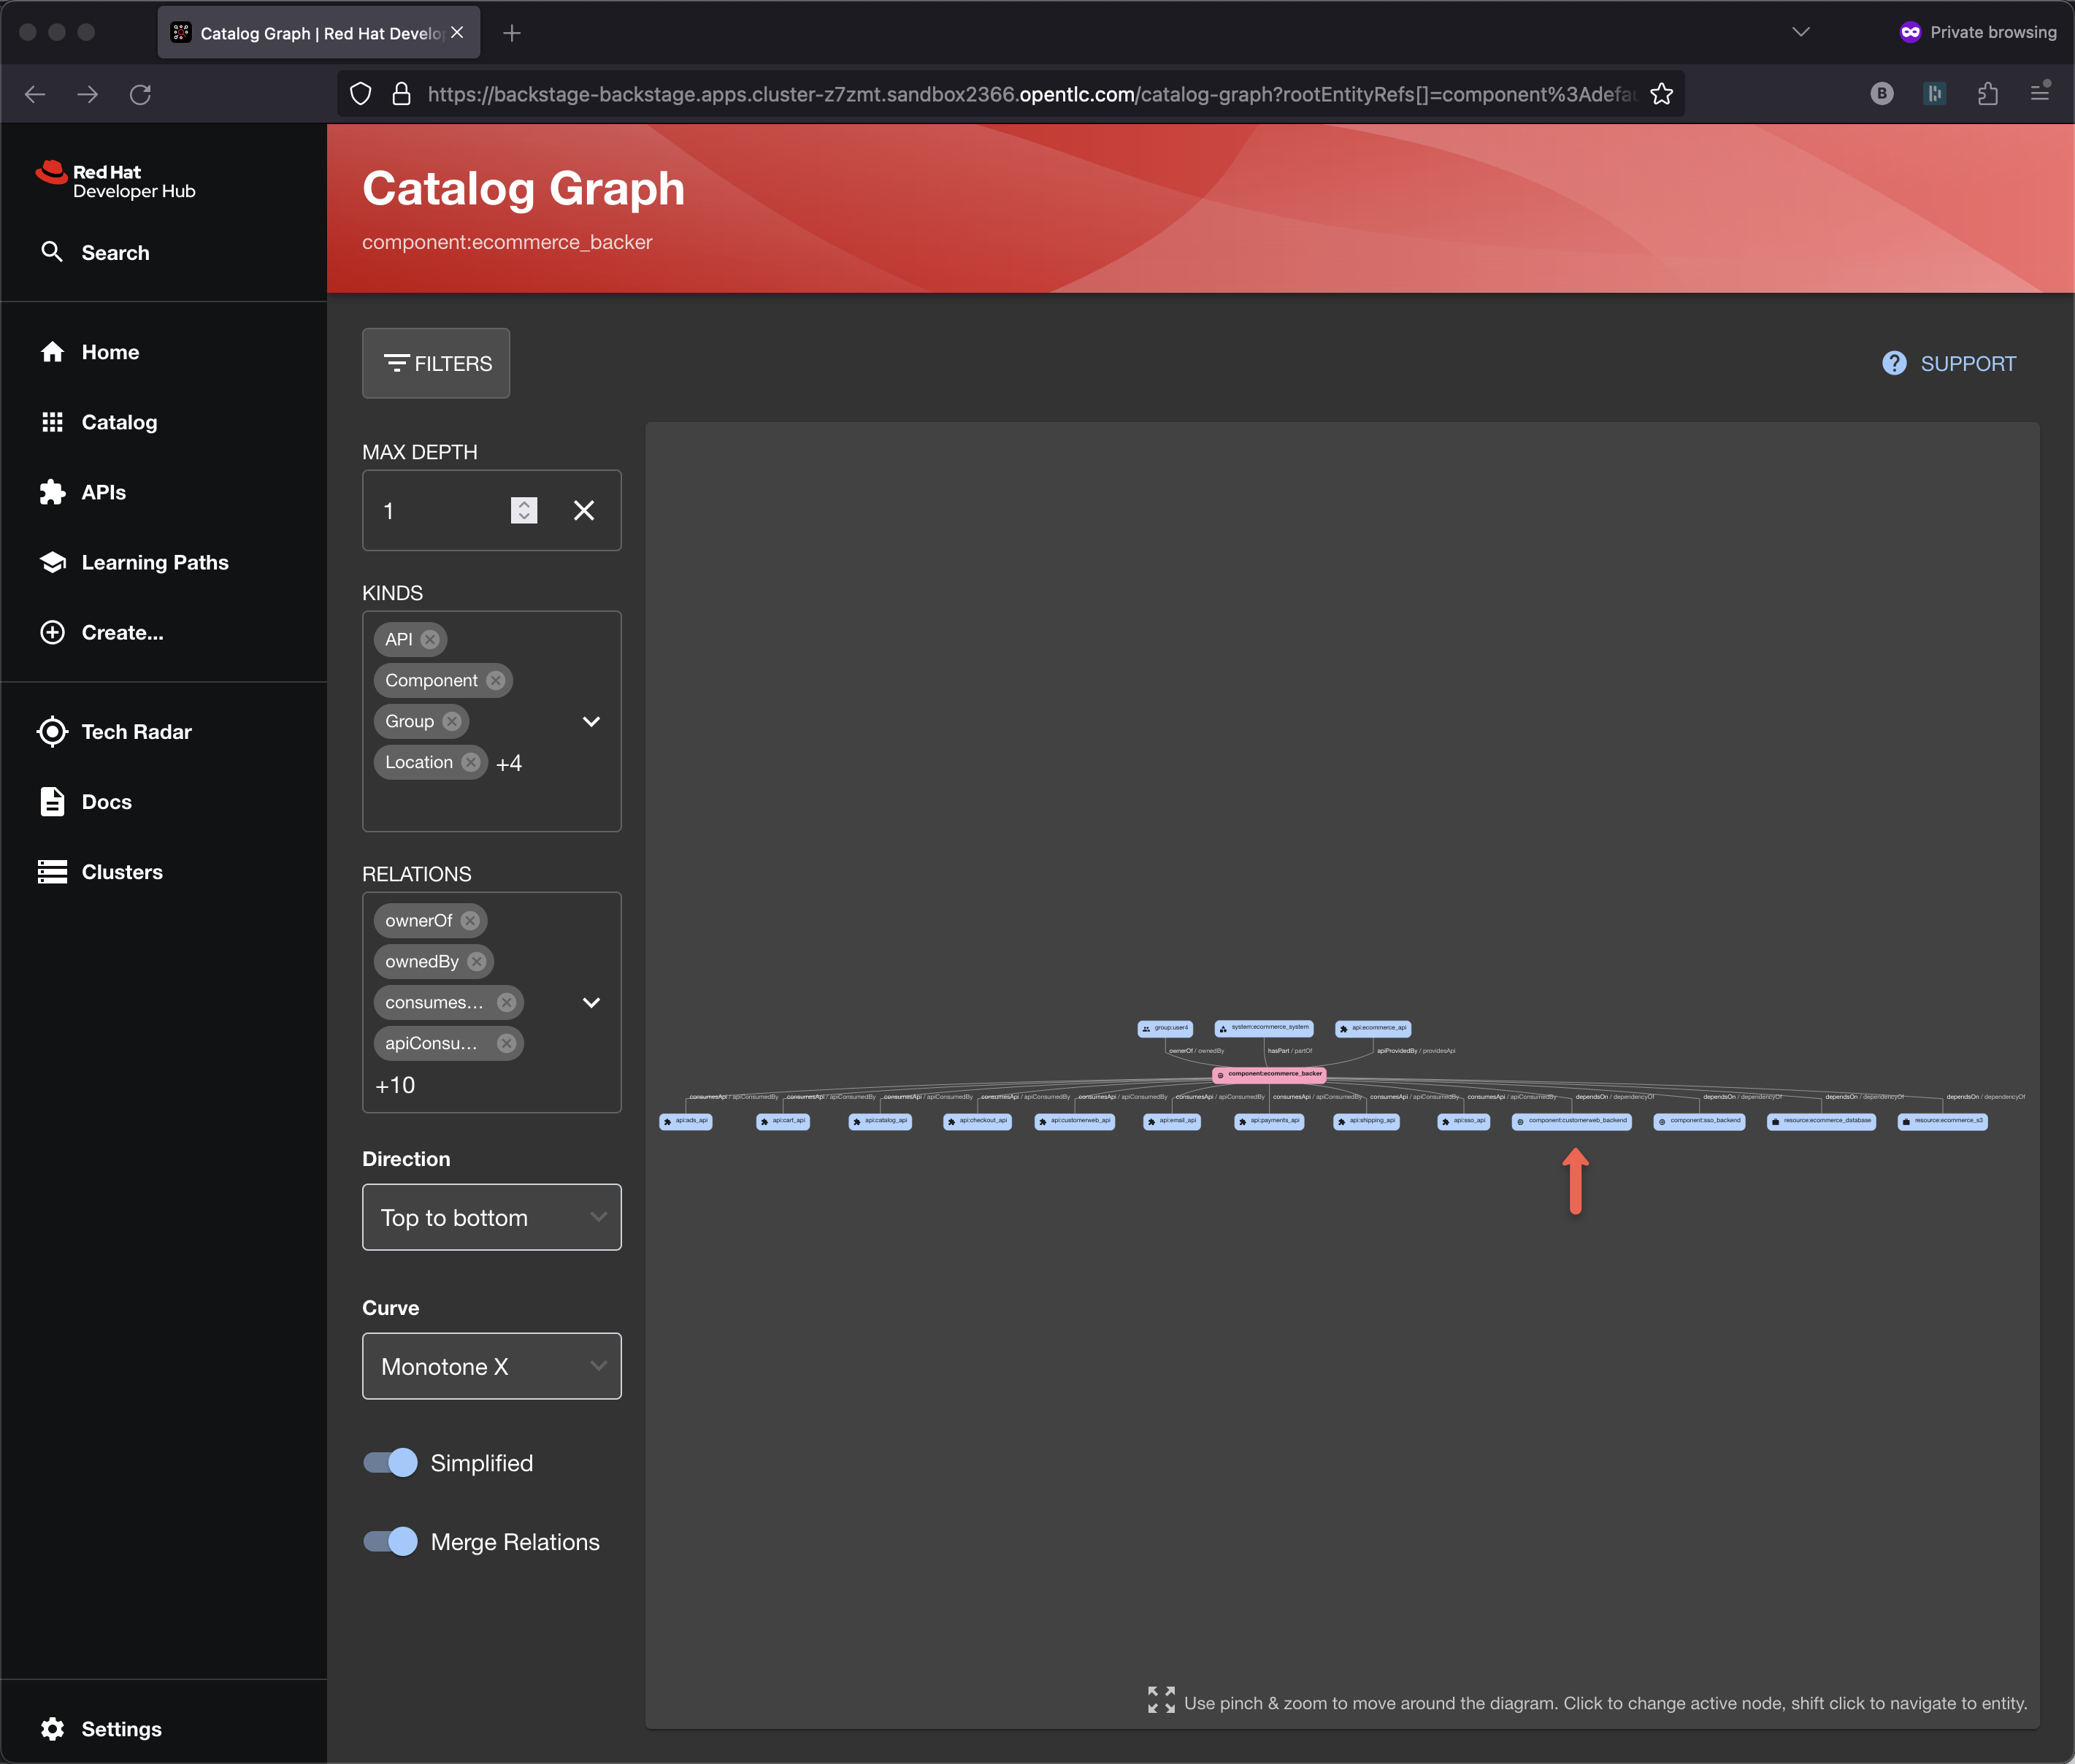 Catalog Graph | Red Hat Develo
Private browsing
https://backstage-backstage.apps.cluster-z7zmt.sandbox2366.opentlc.com/catalog-graph?rootEntityRefs[]=component%3Adefau
B
Red Hat
Developer Hub
Search
Home
Catalog
APIs
Learning Paths
Create...
Tech Radar
Docs
Clusters
Settings
Catalog Graph
component:ecommerce_backer
FILTERS
SUPPORT
MAX DEPTH
1
KINDS
API
Component
Group
Location +4
RELATIONS
ownerOf
ownedBy
consumes...
apiConsu...
+10
Direction
Top to bottom
Curve
Monotone X
Simplified
Merge Relations
group:user4 system:ecommerce_system api:ecommerce_api
ownerOf / ownedBy hasPart / partOf apiProvidedBy / providesApi
component:ecommerce_backer
consumesApi / apiConsumedBy consumesApi / apiConsumedBy consumesApi / apiConsumedBy consumesApi / apiConsumedBy consumesApi / apiConsumedBy consumesApi / apiConsumedBy consumesApi / apiConsumedBy consumesApi / apiConsumedBy consumesApi / apiConsumedBy dependsOn / dependencyOf dependsOn / dependencyOf dependsOn / dependencyOf dependsOn / dependencyOf
api:ads_api api:cart_api api:catalog_api api:checkout_api api:customerweb_api api:email_api api:payments_api api:shipping_api api:sso_api component:customerweb_backend component:sso_backend resource:ecommerce_database resource:ecommerce_s3
Use pinch & zoom to move around the diagram. Click to change active node, shift click to navigate to entity.